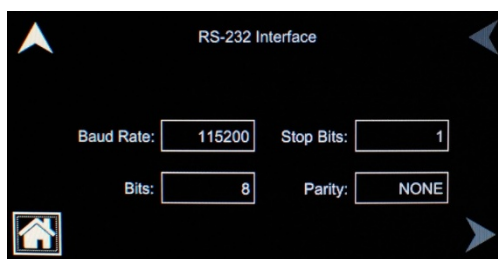 RS-232 Interface
Baud Rate: 115200 Stop Bits: 1
Bits: 8 Parity: NONE